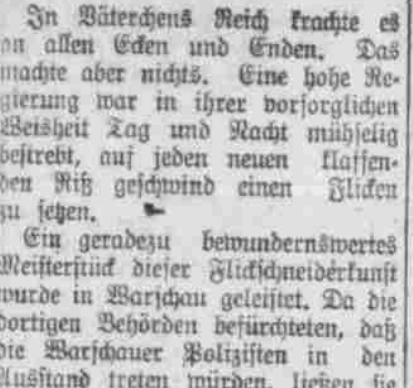 In Väterchens Reich krachte es
an allen Ecken und Enden. Das
machte aber nichts. Eine hohe Re-
gierung war in ihrer vorsorglichen
Weisheit Tag und Nacht mühselig
bestrebt, auf jeden neuen klaffen-
den Riß geschwind einen Flicken
zu setzen.
Ein geradezu bewundernswertes
Meisterstück dieser Flickschneiderkunst
wurde in Warschau geleistet. Da die
dortigen Behörden befürchteten, daß
die Warschauer Polizisten in den
Ausstand treten würden, ließen sie